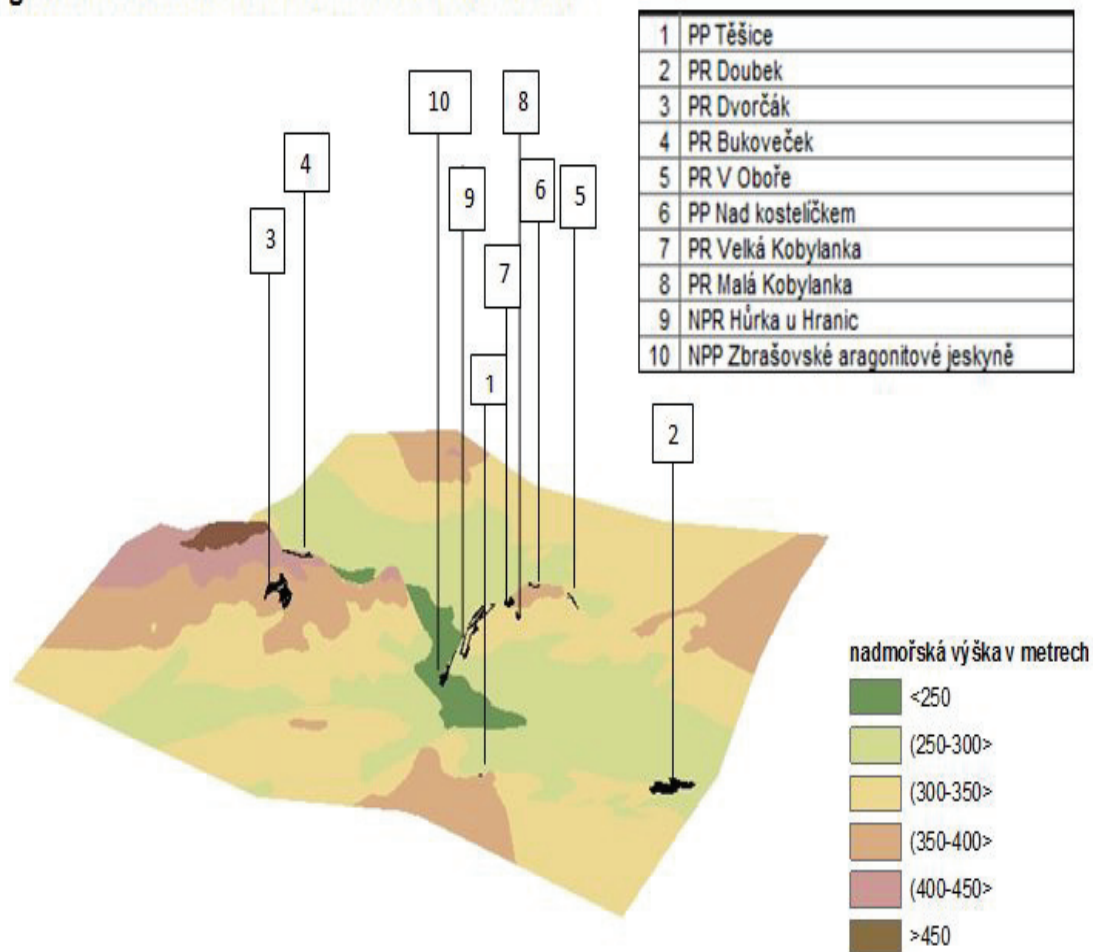 1 PP Těšice
2 PR Doubek
3 PR Dvorčák
4 PR Bukoveček
5 PR V Oboře
6 PP Nad kostelíčkem
7 PR Velká Kobylanka
8 PR Malá Kobylanka
9 NPR Hůrka u Hranic
10 NPP Zbrašovské aragonitové jeskyně
10
8
4
9
6
5
3
7
1
2
nadmořská výška v metrech
<250
(250-300>
(300-350>
(350-400>
(400-450>
>450